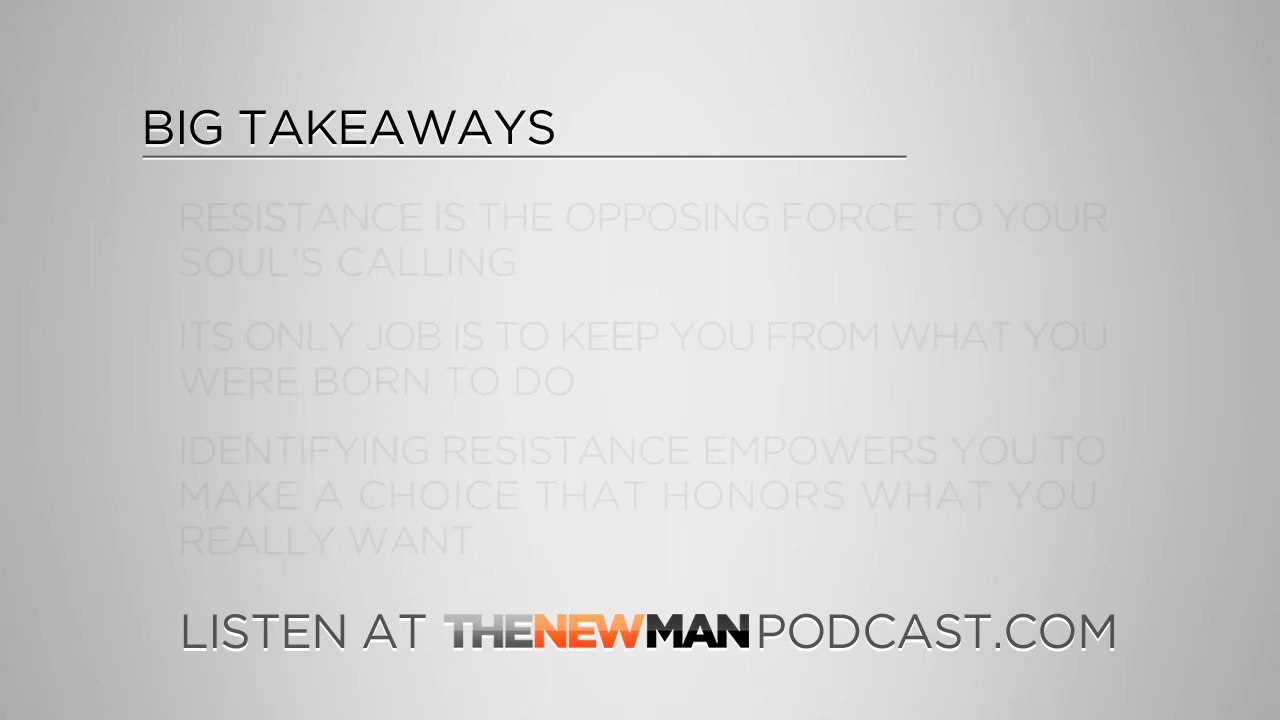 BIG TAKEAWAYS
RESISTANCE IS THE OPPOSING FORCE TO YOUR
SOUL'S CALLING
ITS ONLY JOB IS TO KEEP YOU FROM WHAT YOU
WERE BORN TO DO
IDENTIFYING RESISTANCE EMPOWERS YOU TO
MAKE A CHOICE THAT HONORS WHAT YOU
REALLY WANT
LISTEN AT THENEWMANPODCAST.COM